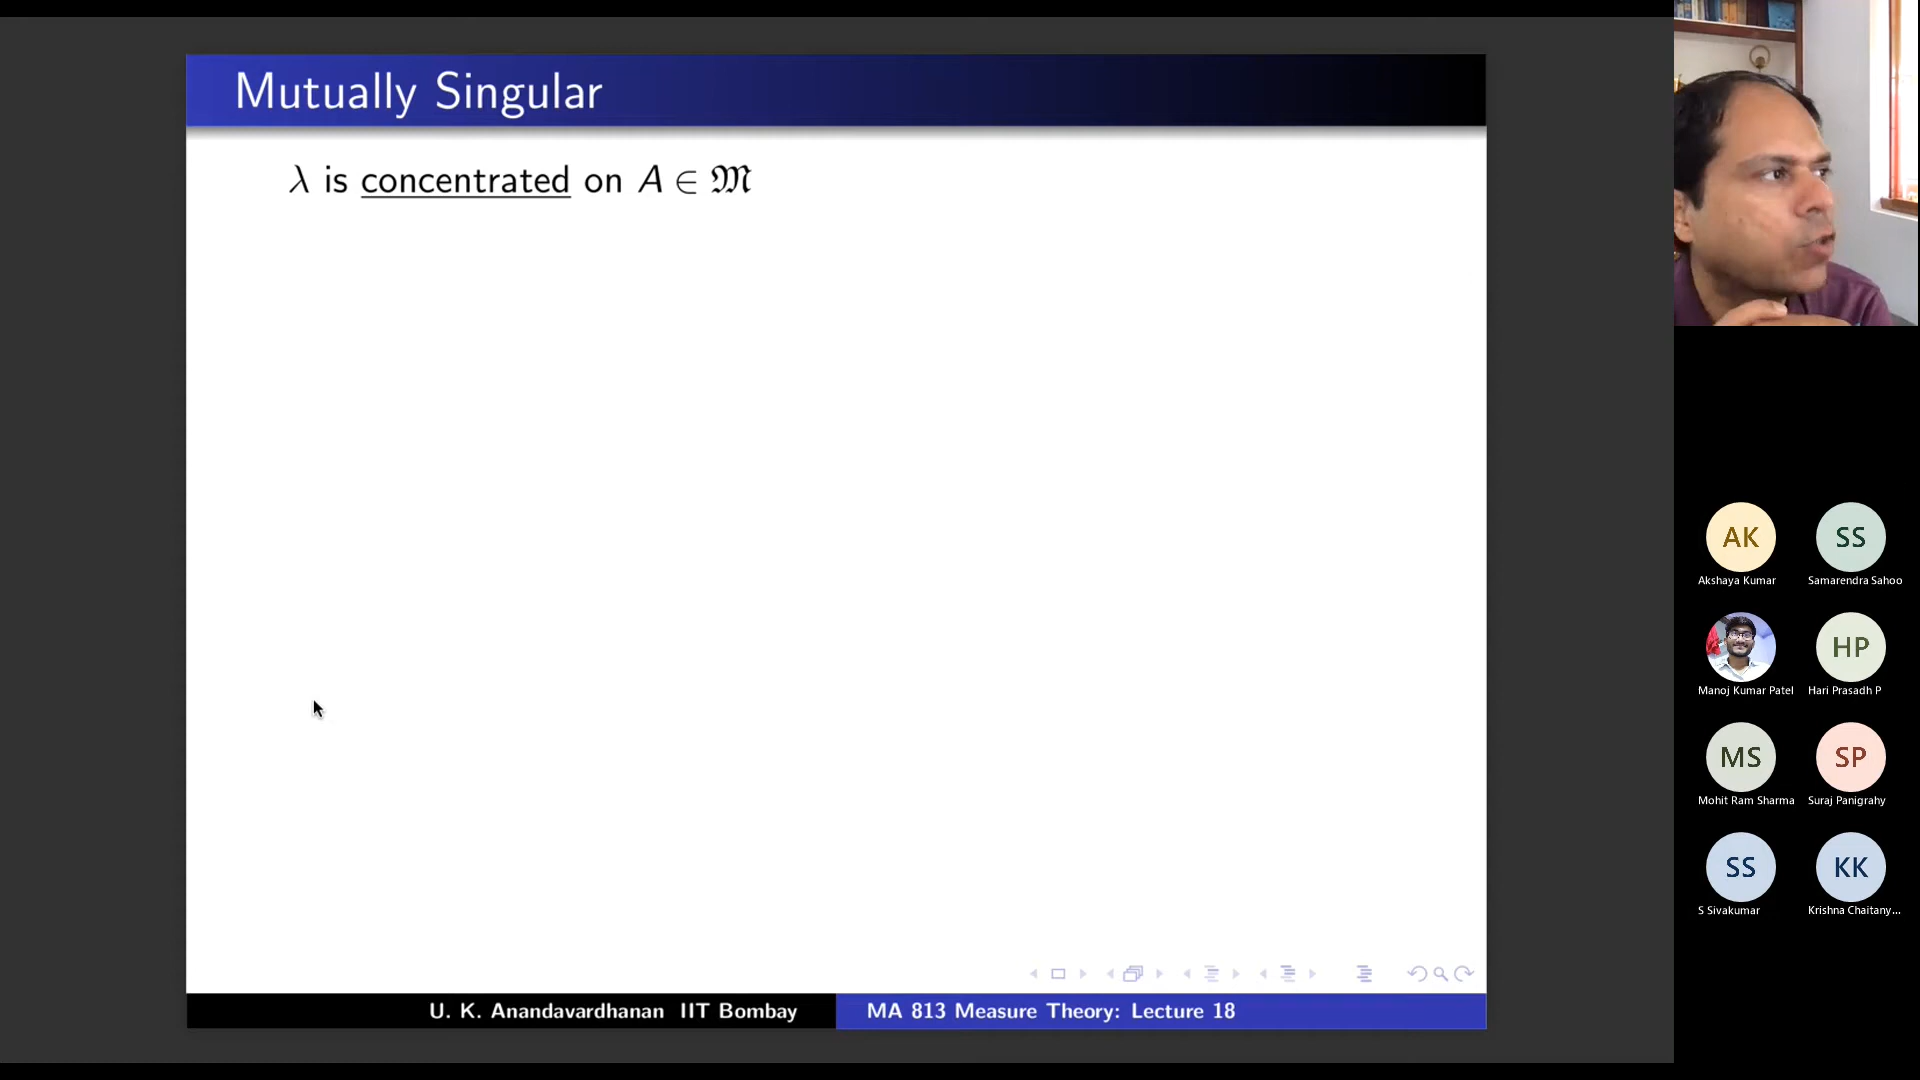 Mutually Singular
λ is concentrated on A ∈ 𝔐
U. K. Anandavardhanan IIT Bombay
MA 813 Measure Theory: Lecture 18
AK
SS
Akshaya Kumar
Samarendra Sahoo
HP
Manoj Kumar Patel
Hari Prasadh P
MS
SP
Mohit Ram Sharma
Suraj Panigrahy
SS
KK
S Sivakumar
Krishna Chaitany...